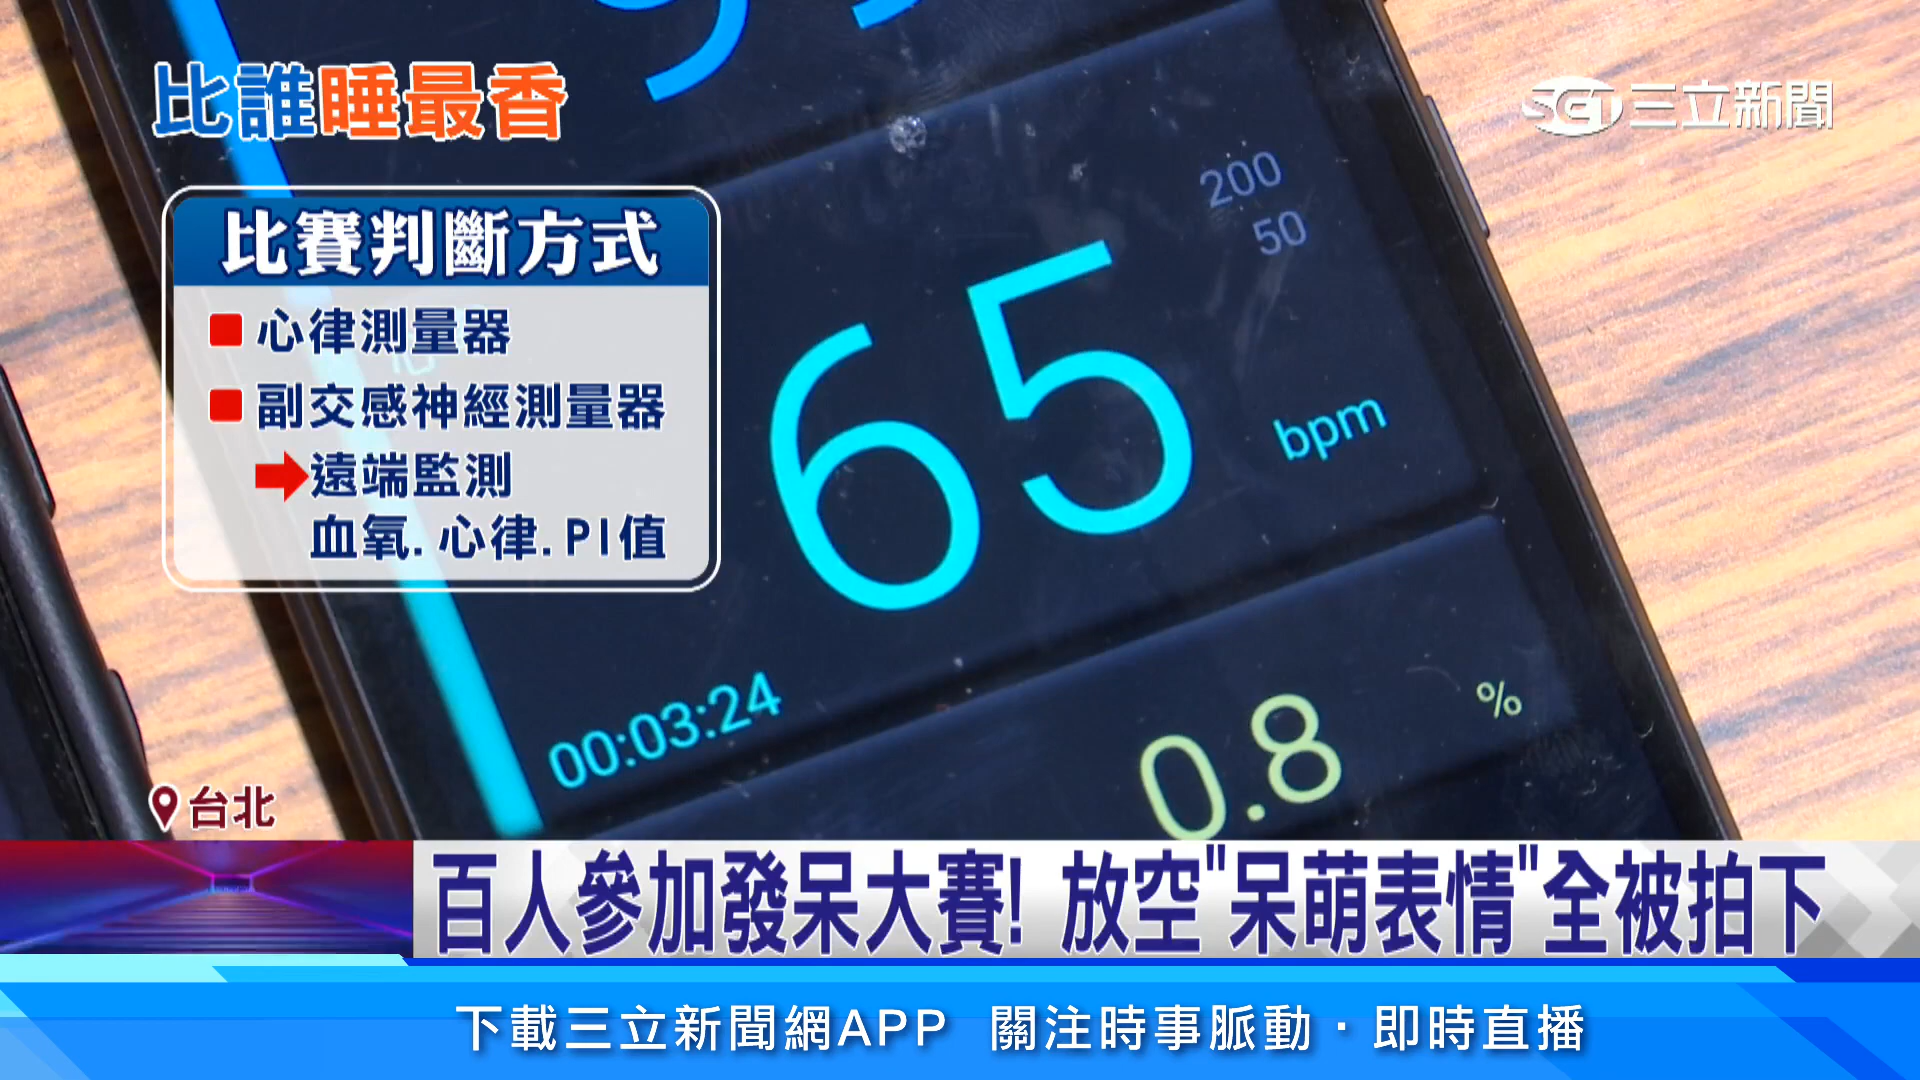 比誰睡最香
SET三立新聞
比賽判斷方式
心律測量器
副交感神經測量器
遠端監測
血氧.心律.PI值
200
50
65
bpm
00:03:24
0.8
%
台北
百人參加發呆大賽! 放空"呆萌表情"全被拍下
下載三立新聞網APP 關注時事脈動·即時直播